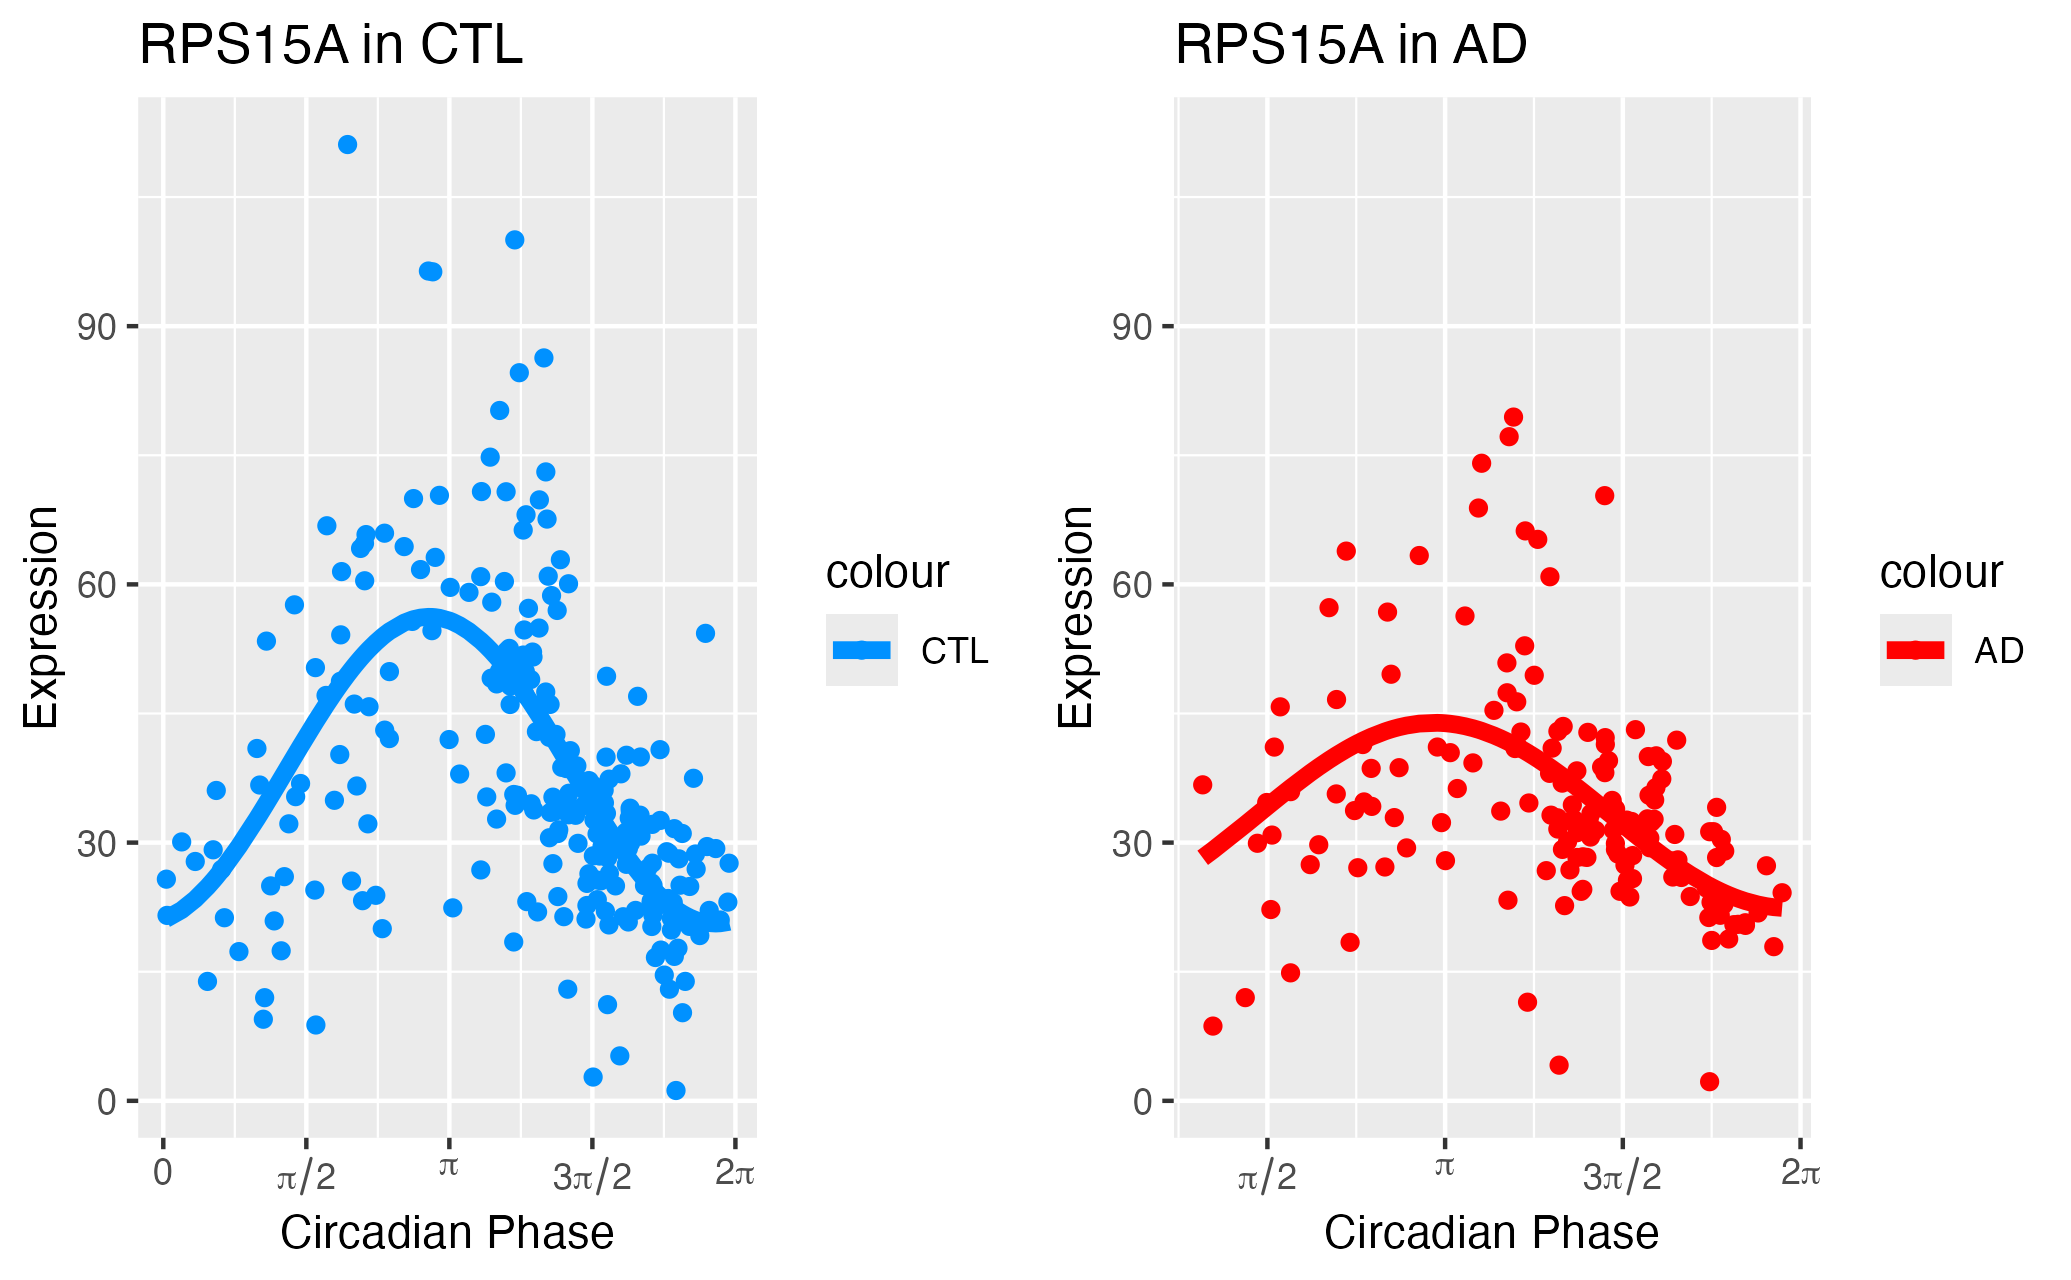 RPS15A in CTL
Expression
90
60
30
0
0
π/2
π
3π/2
2π
Circadian Phase
colour
CTL
RPS15A in AD
Expression
90
60
30
0
π/2
π
3π/2
2π
Circadian Phase
colour
AD